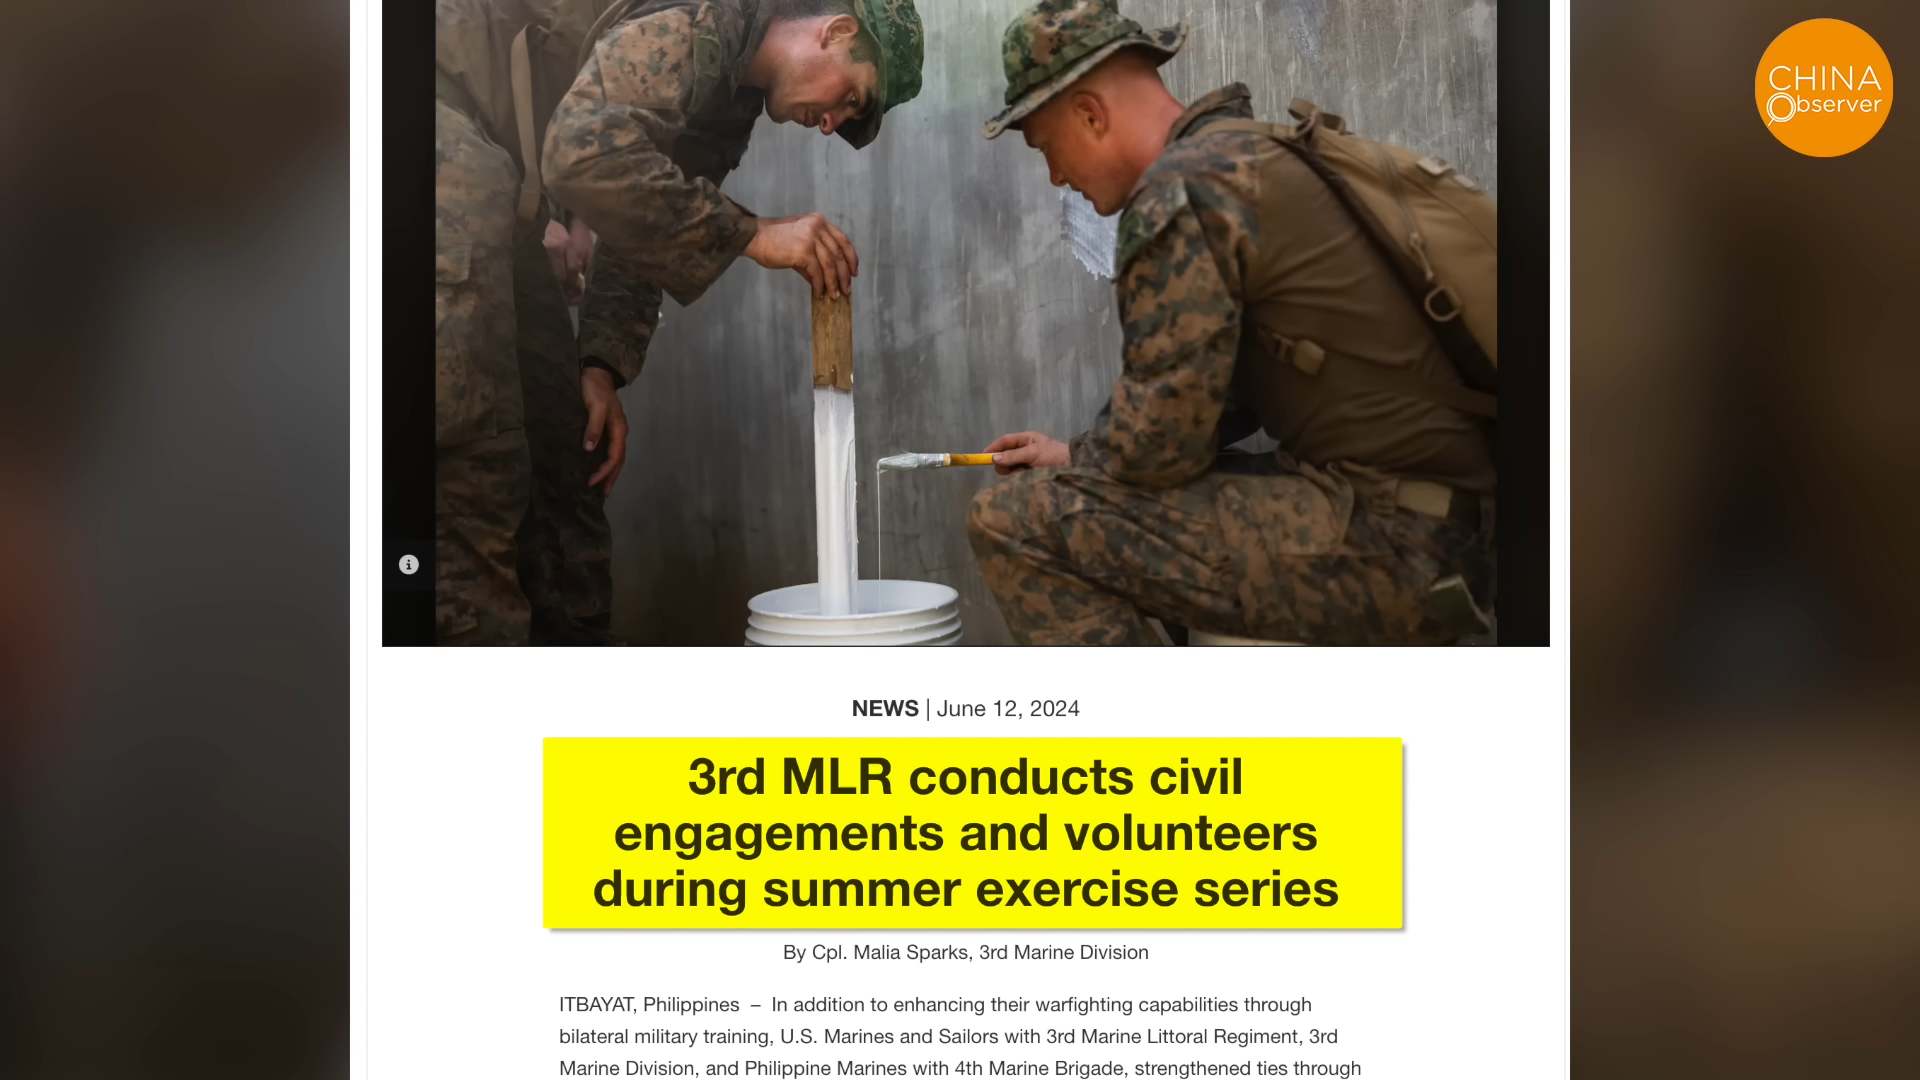 CHINA
Observer
NEWS | June 12, 2024
3rd MLR conducts civil
engagements and volunteers
during summer exercise series
By Cpl. Malia Sparks, 3rd Marine Division
ITBAYAT, Philippines – In addition to enhancing their warfighting capabilities through
bilateral military training, U.S. Marines and Sailors with 3rd Marine Littoral Regiment, 3rd
Marine Division, and Philippine Marines with 4th Marine Brigade, strengthened ties through